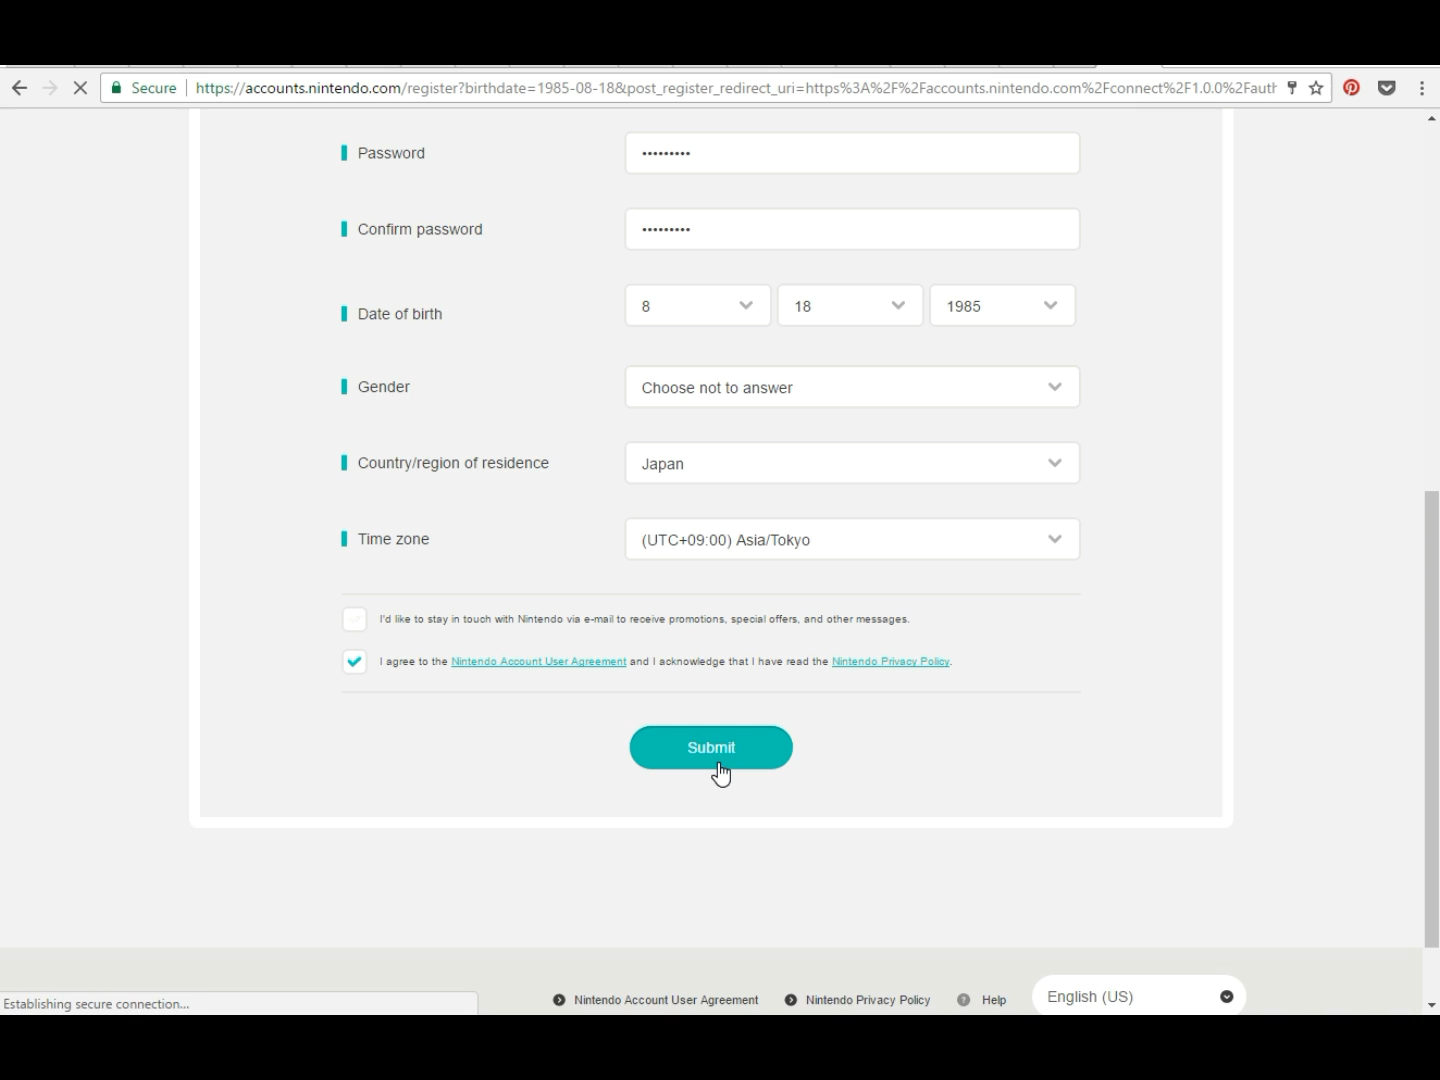 Secure https://accounts.nintendo.com/register?birthdate=1985-08-18&post_register_redirect_uri=https%3A%2F%2Faccounts.nintendo.com%2Fconnect%2F1.0.0%2Fauth
Password •••••••••
Confirm password •••••••••
Date of birth 8 18 1985
Gender Choose not to answer
Country/region of residence Japan
Time zone (UTC+09:00) Asia/Tokyo
I'd like to stay in touch with Nintendo via e-mail to receive promotions, special offers, and other messages.
I agree to the Nintendo Account User Agreement and I acknowledge that I have read the Nintendo Privacy Policy.
Submit
Establishing secure connection... Nintendo Account User Agreement Nintendo Privacy Policy Help English (US)